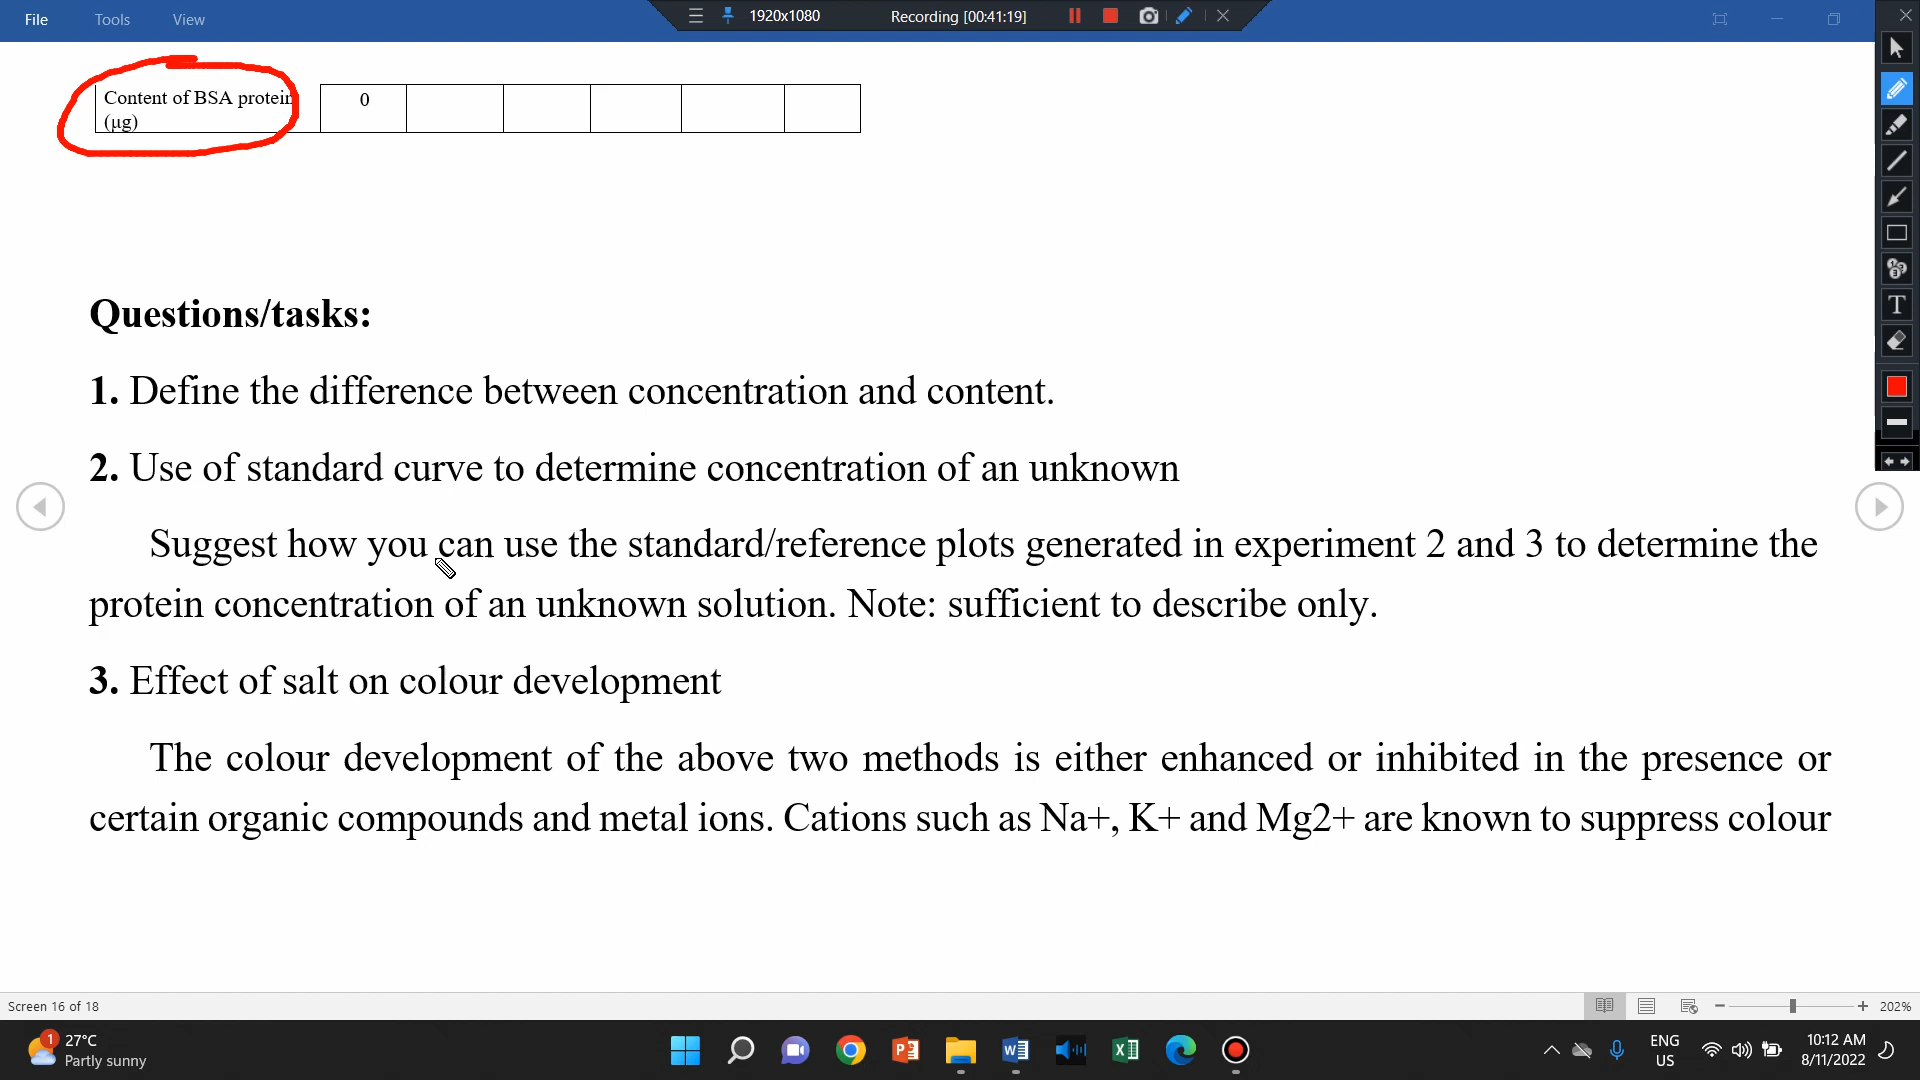 File Tools View
1920x1080 Recording [00:41:19]
Content of BSA protein 0
(µg)
Questions/tasks:
1. Define the difference between concentration and content.
2. Use of standard curve to determine concentration of an unknown
Suggest how you can use the standard/reference plots generated in experiment 2 and 3 to determine the
protein concentration of an unknown solution. Note: sufficient to describe only.
3. Effect of salt on colour development
The colour development of the above two methods is either enhanced or inhibited in the presence or
certain organic compounds and metal ions. Cations such as Na+, K+ and Mg2+ are known to suppress colour
Screen 16 of 18
202%
1
27°C
Partly sunny
ENG
US
10:12 AM
8/11/2022